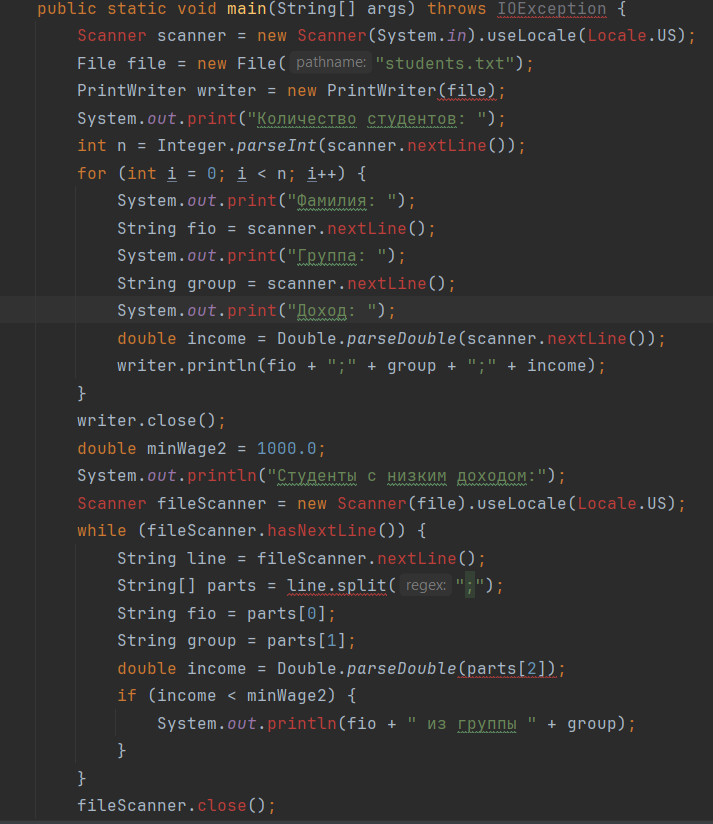 public static void main(String[] args) throws IOException {
Scanner scanner = new Scanner(System.in).useLocale(Locale.US);
File file = new File( pathname: "students.txt");
PrintWriter writer = new PrintWriter(file);
System.out.print("Количество студентов: ");
int n = Integer.parseInt(scanner.nextLine());
for (int i = 0; i < n; i++) {
System.out.print("Фамилия: ");
String fio = scanner.nextLine();
System.out.print("Группа: ");
String group = scanner.nextLine();
System.out.print("Доход: ");
double income = Double.parseDouble(scanner.nextLine());
writer.println(fio + ";" + group + ";" + income);
}
writer.close();
double minWage2 = 1000.0;
System.out.println("Студенты с низким доходом:");
Scanner fileScanner = new Scanner(file).useLocale(Locale.US);
while (fileScanner.hasNextLine()) {
String line = fileScanner.nextLine();
String[] parts = line.split( regex: ";");
String fio = parts[0];
String group = parts[1];
double income = Double.parseDouble(parts[2]);
if (income < minWage2) {
System.out.println(fio + " из группы " + group);
}
}
fileScanner.close();